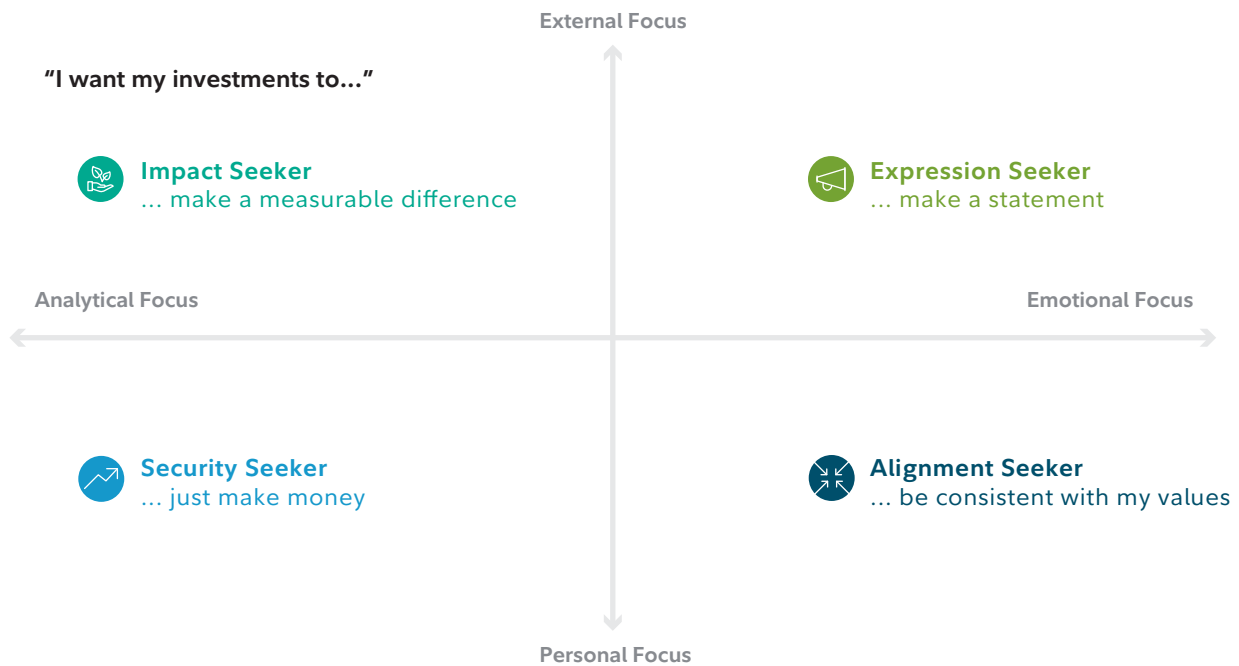 External Focus
“I want my investments to...”
Impact Seeker
... make a measurable difference
Expression Seeker
... make a statement
Analytical Focus
Emotional Focus
Security Seeker
... just make money
Alignment Seeker
... be consistent with my values
Personal Focus